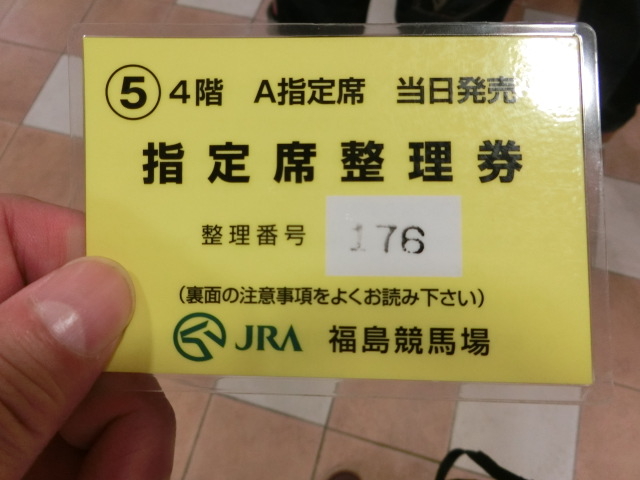 ⑤4階 A指定席 当日発売
指定席整理券
整理番号 176
(裏面の注意事項をよくお読み下さい)
JRA 福島競馬場